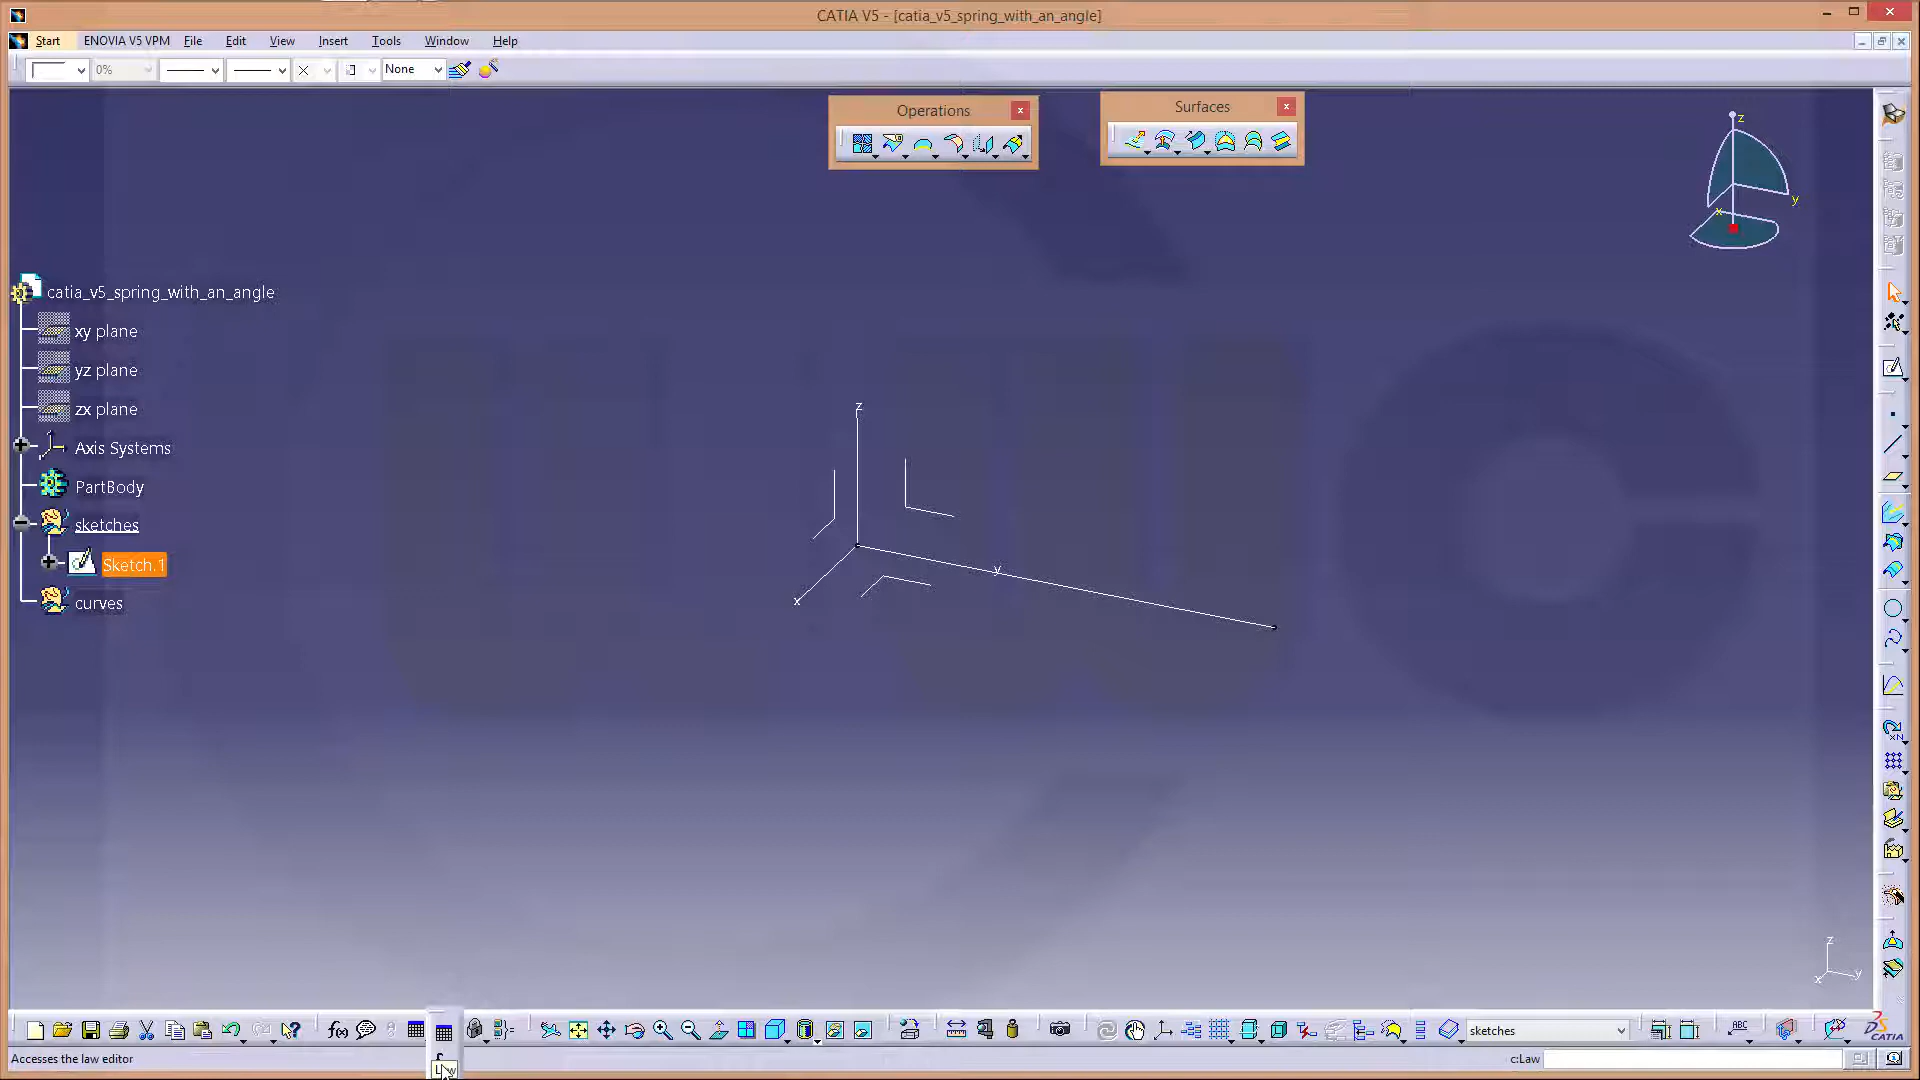 CATIA V5 - [catia_v5_spring_with_an_angle]
Start ENOVIA V5 VPM File Edit View Insert Tools Window Help
0% None
Operations
Surfaces
z
y
x
catia_v5_spring_with_an_angle
xy plane
yz plane
zx plane
Axis Systems
PartBody
sketches
Sketch.1
curves
z
y
x
z
y
x
f(x) sketches ABC
CATIA
Law
Accesses the law editor
c:Law